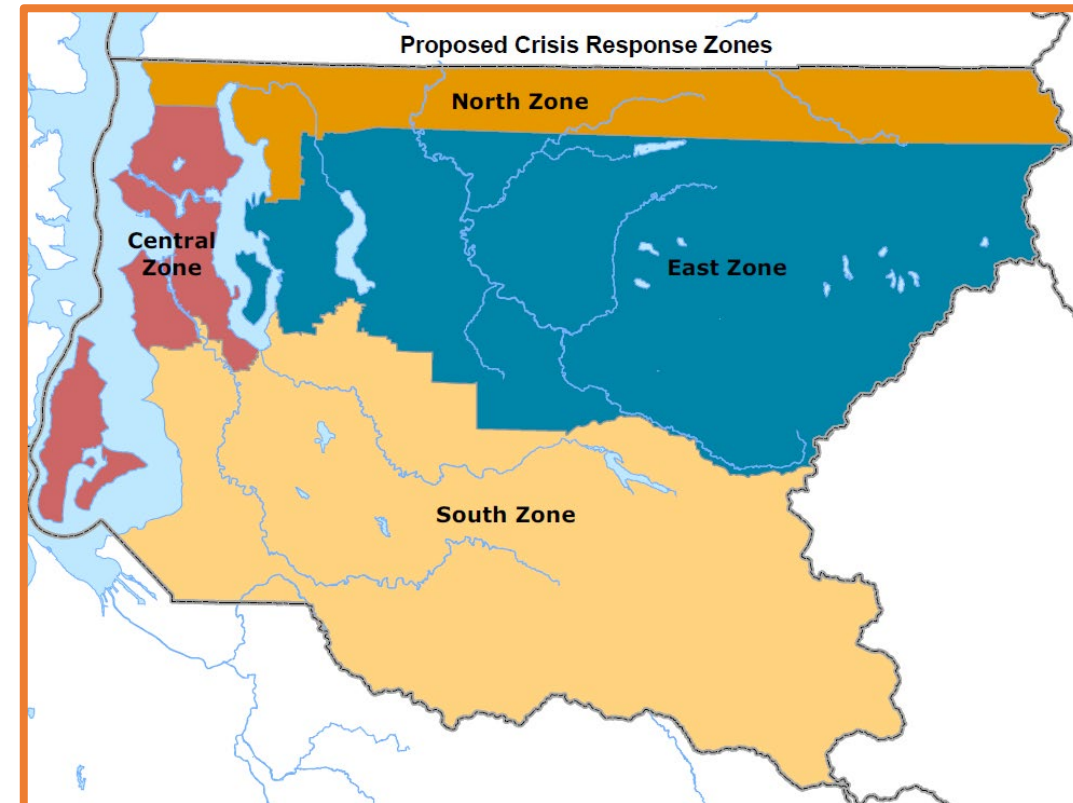 Proposed Crisis Response Zones
North Zone
Central
Zone
East Zone
South Zone